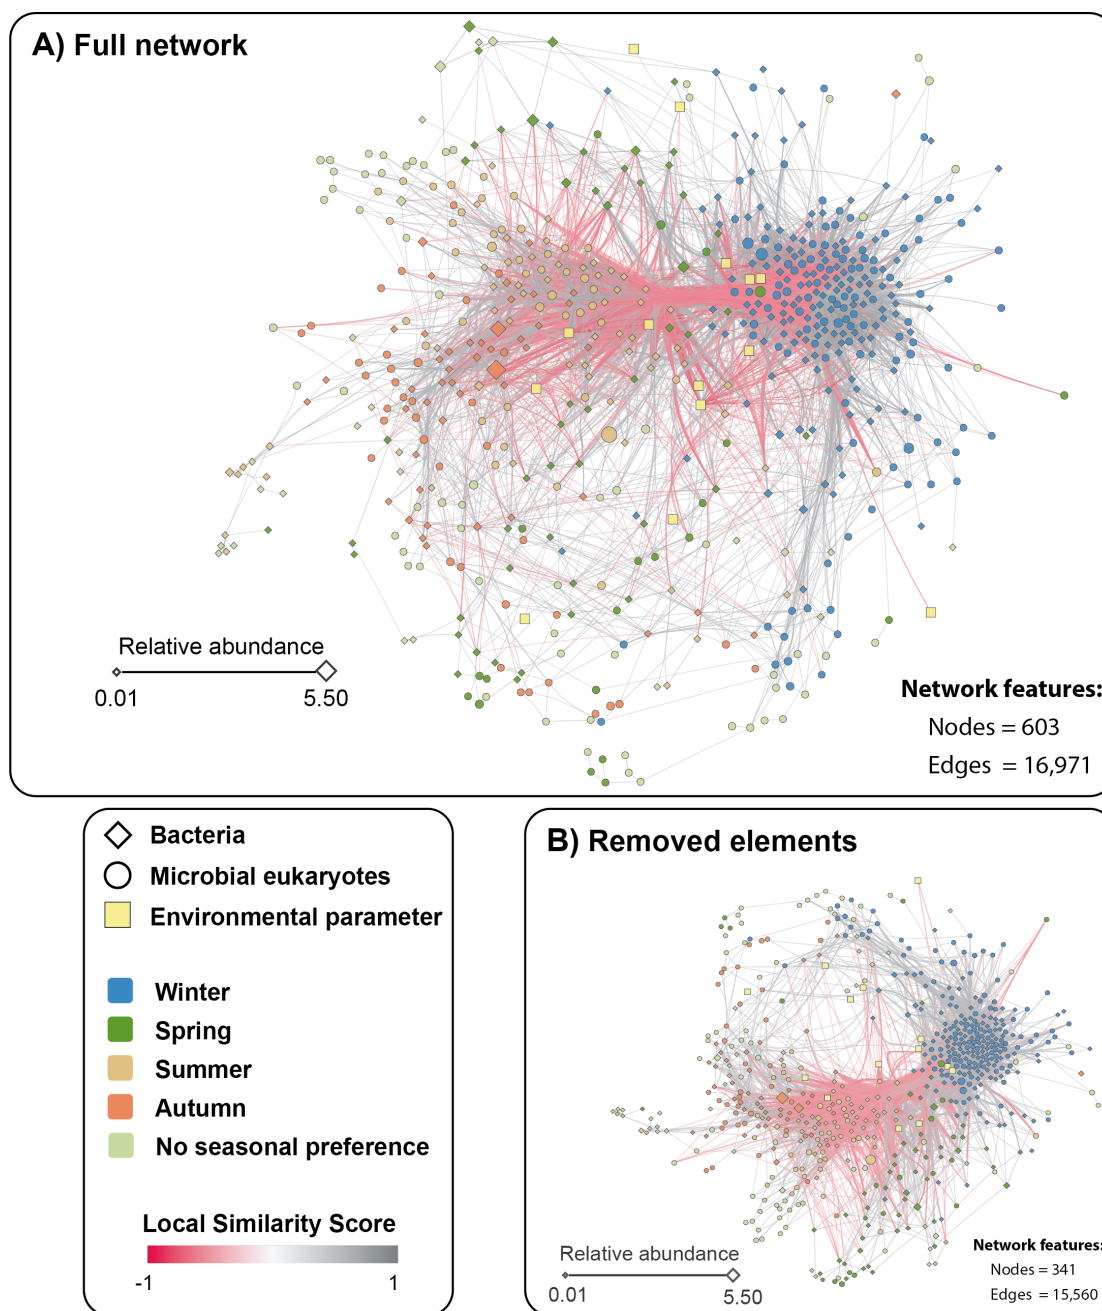 A) Full network
Relative abundance
0.01 5.50
Network features:
Nodes = 603
Edges = 16,971
Bacteria
Microbial eukaryotes
Environmental parameter
Winter
Spring
Summer
Autumn
No seasonal preference
Local Similarity Score
-1 1
B) Removed elements
Relative abundance
0.01 5.50
Network features:
Nodes = 341
Edges = 15,560